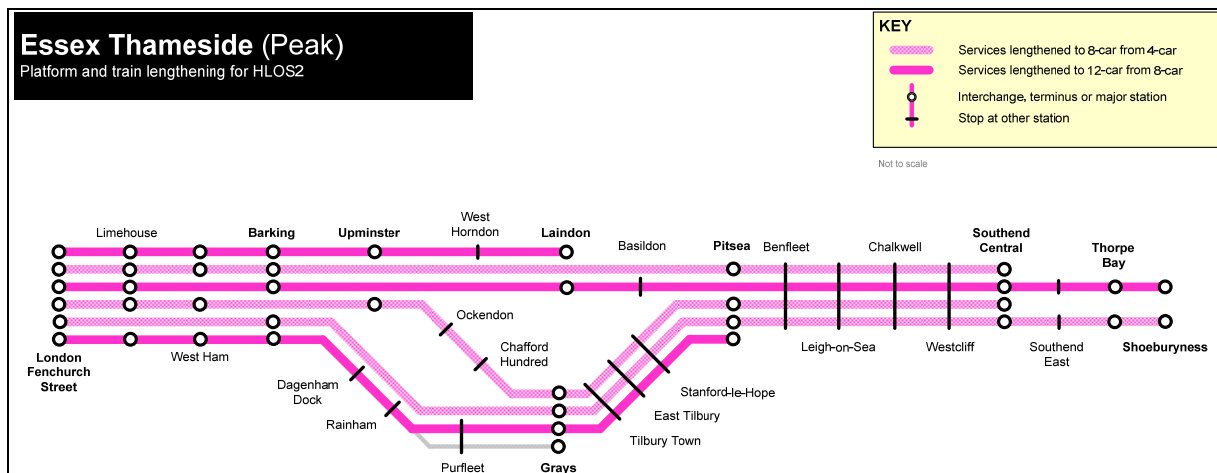 Essex Thameside (Peak)
Platform and train lengthening for HLOS2
KEY
Services lengthened to 8-car from 4-car
Services lengthened to 12-car from 8-car
Interchange, terminus or major station
Stop at other station
Not to scale
Limehouse
Barking
Upminster
West
Horndon
Laindon
Basildon
Pitsea
Benfleet
Chalkwell
Southend
Central
Thorpe
Bay
Ockendon
Chafford
Hundred
London
Fenchurch
Street
West Ham
Dagenham
Dock
Rainham
Purfleet
Grays
Tilbury Town
East Tilbury
Stanford-le-Hope
Leigh-on-Sea
Westcliff
Southend
East
Shoeburyness